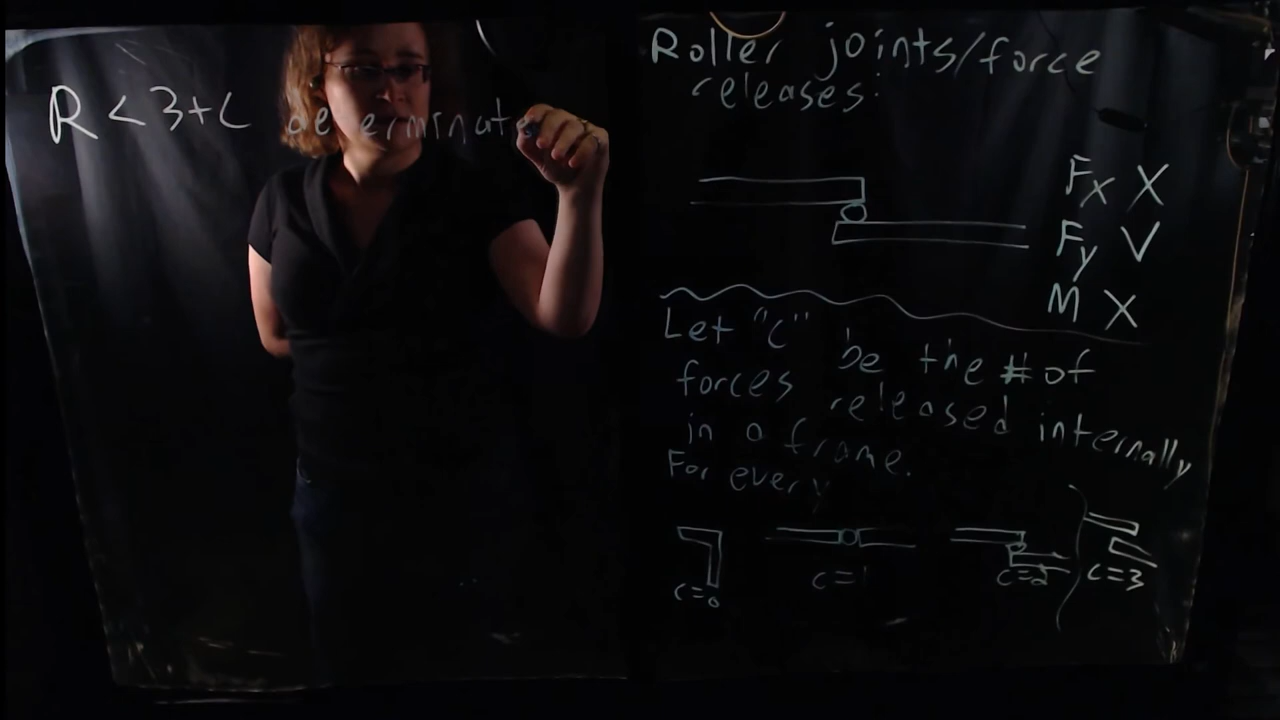 R < 3+C determinate
Roller joints/force
releases:
Fx X
Fy V
M X
Let "C" be the # of
forces released internally
in a frame.
For every
c=0
c=1
c=2
c=3